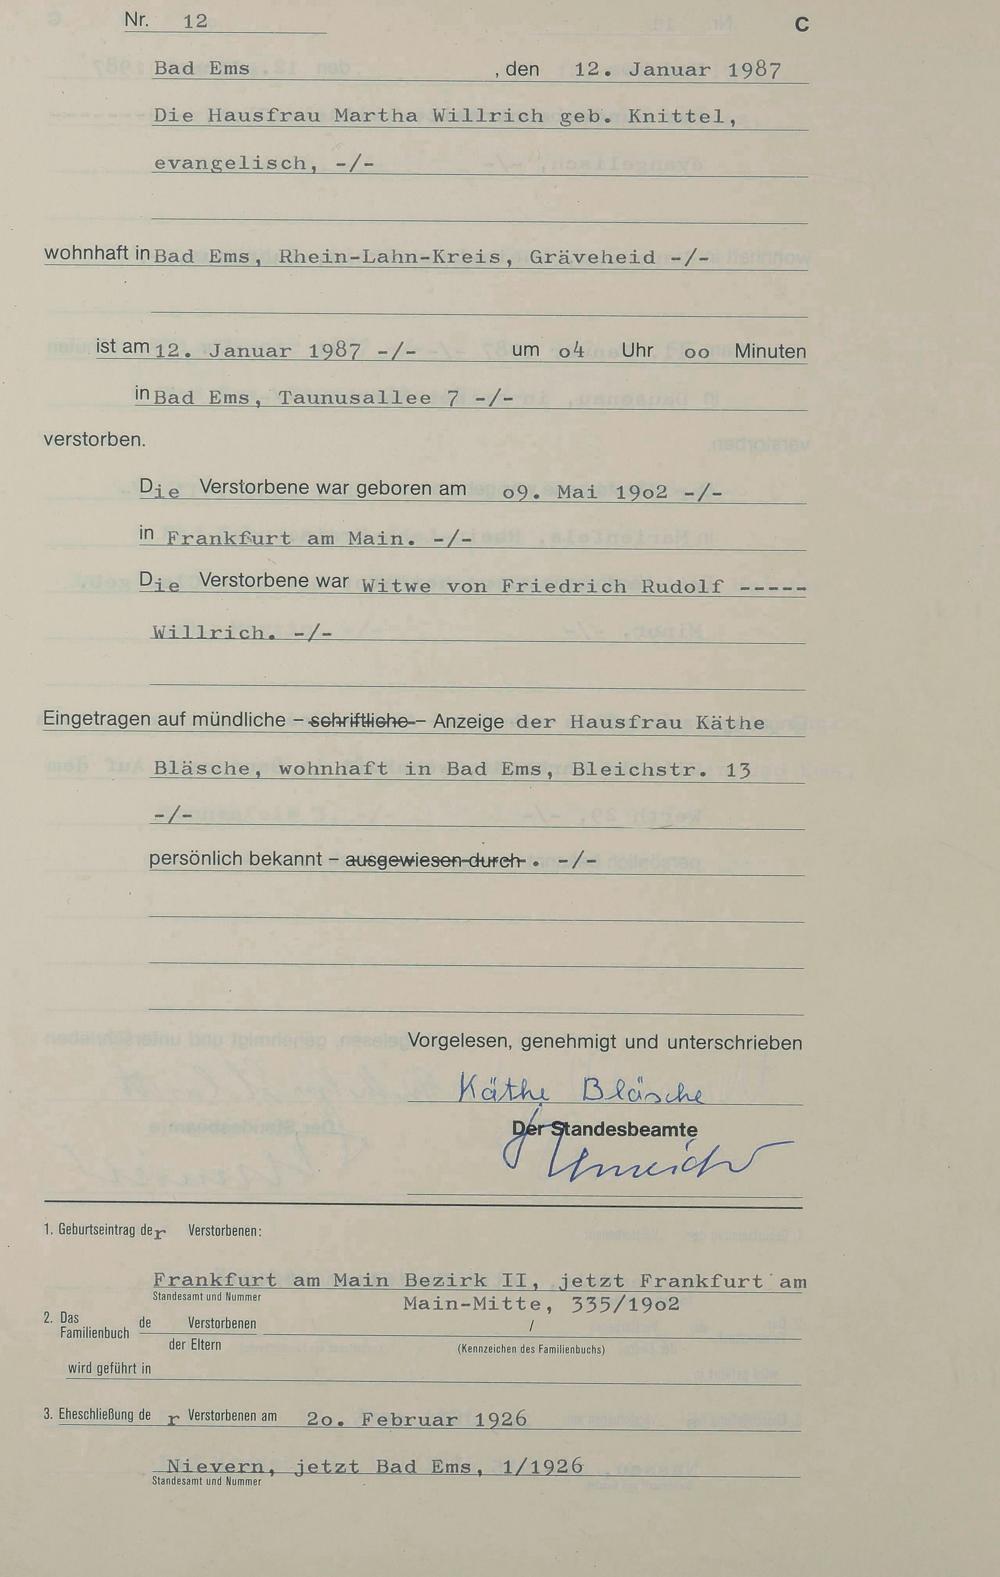 Nr. 12 C
Bad Ems , den 12. Januar 1987
Die Hausfrau Martha Willrich geb. Knittel,
evangelisch, -/-
wohnhaft in Bad Ems, Rhein-Lahn-Kreis, Gräveheid -/-
ist am 12. Januar 1987 -/- um o4 Uhr oo Minuten
in Bad Ems, Taunusallee 7 -/-
verstorben.
Die Verstorbene war geboren am o9. Mai 19o2 -/-
in Frankfurt am Main. -/-
Die Verstorbene war Witwe von Friedrich Rudolf -----
Willrich. -/-
Eingetragen auf mündliche – schriftliche – Anzeige der Hausfrau Käthe
Bläsche, wohnhaft in Bad Ems, Bleichstr. 13
-/-
persönlich bekannt – ausgewiesen durch . -/-
Vorgelesen, genehmigt und unterschrieben
Käthe Bläsche
Der Standesbeamte
1. Geburtseintrag der Verstorbenen:
Frankfurt am Main Bezirk II, jetzt Frankfurt am
Standesamt und Nummer
Main-Mitte, 335/19o2
2. Das Familienbuch de Verstorbenen /
der Eltern (Kennzeichen des Familienbuchs)
wird geführt in
3. Eheschließung der Verstorbenen am 2o. Februar 1926
Nievern, jetzt Bad Ems, 1/1926
Standesamt und Nummer